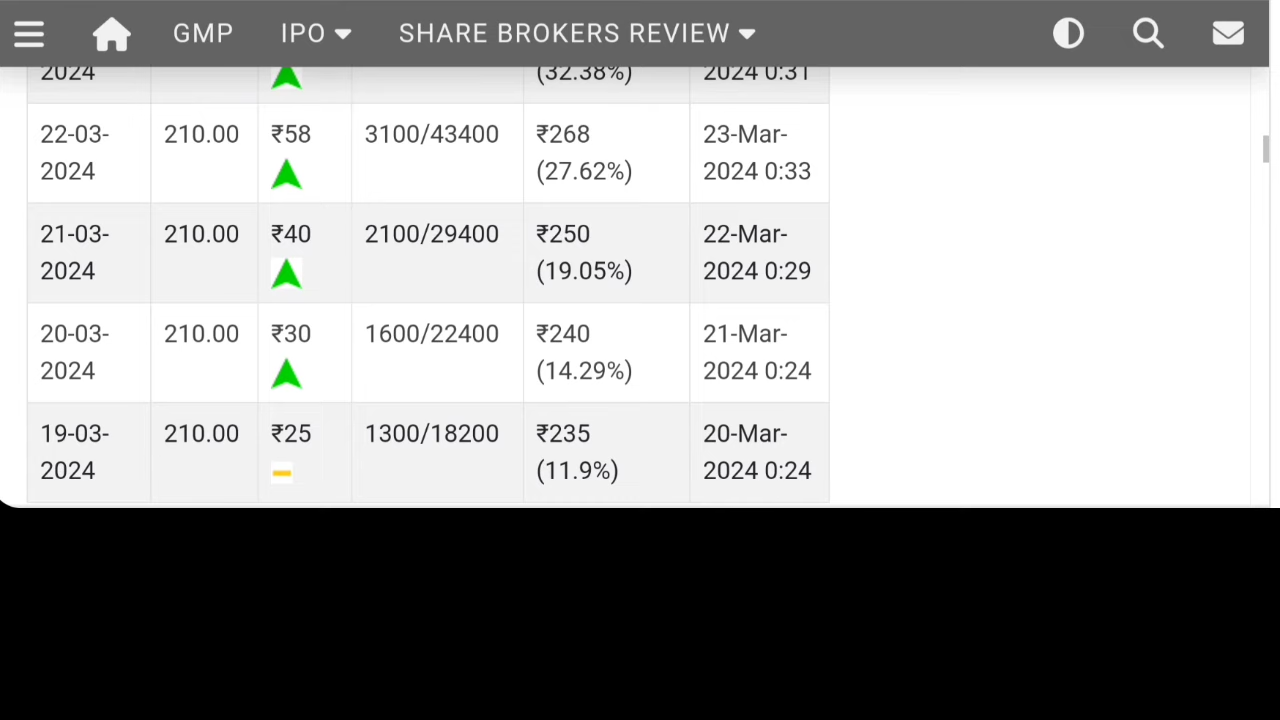 GMP IPO SHARE BROKERS REVIEW
2024 (32.38%) 2024 0:31
22-03- 210.00 ₹58 3100/43400 ₹268 23-Mar-
2024 (27.62%) 2024 0:33
21-03- 210.00 ₹40 2100/29400 ₹250 22-Mar-
2024 (19.05%) 2024 0:29
20-03- 210.00 ₹30 1600/22400 ₹240 21-Mar-
2024 (14.29%) 2024 0:24
19-03- 210.00 ₹25 1300/18200 ₹235 20-Mar-
2024 (11.9%) 2024 0:24